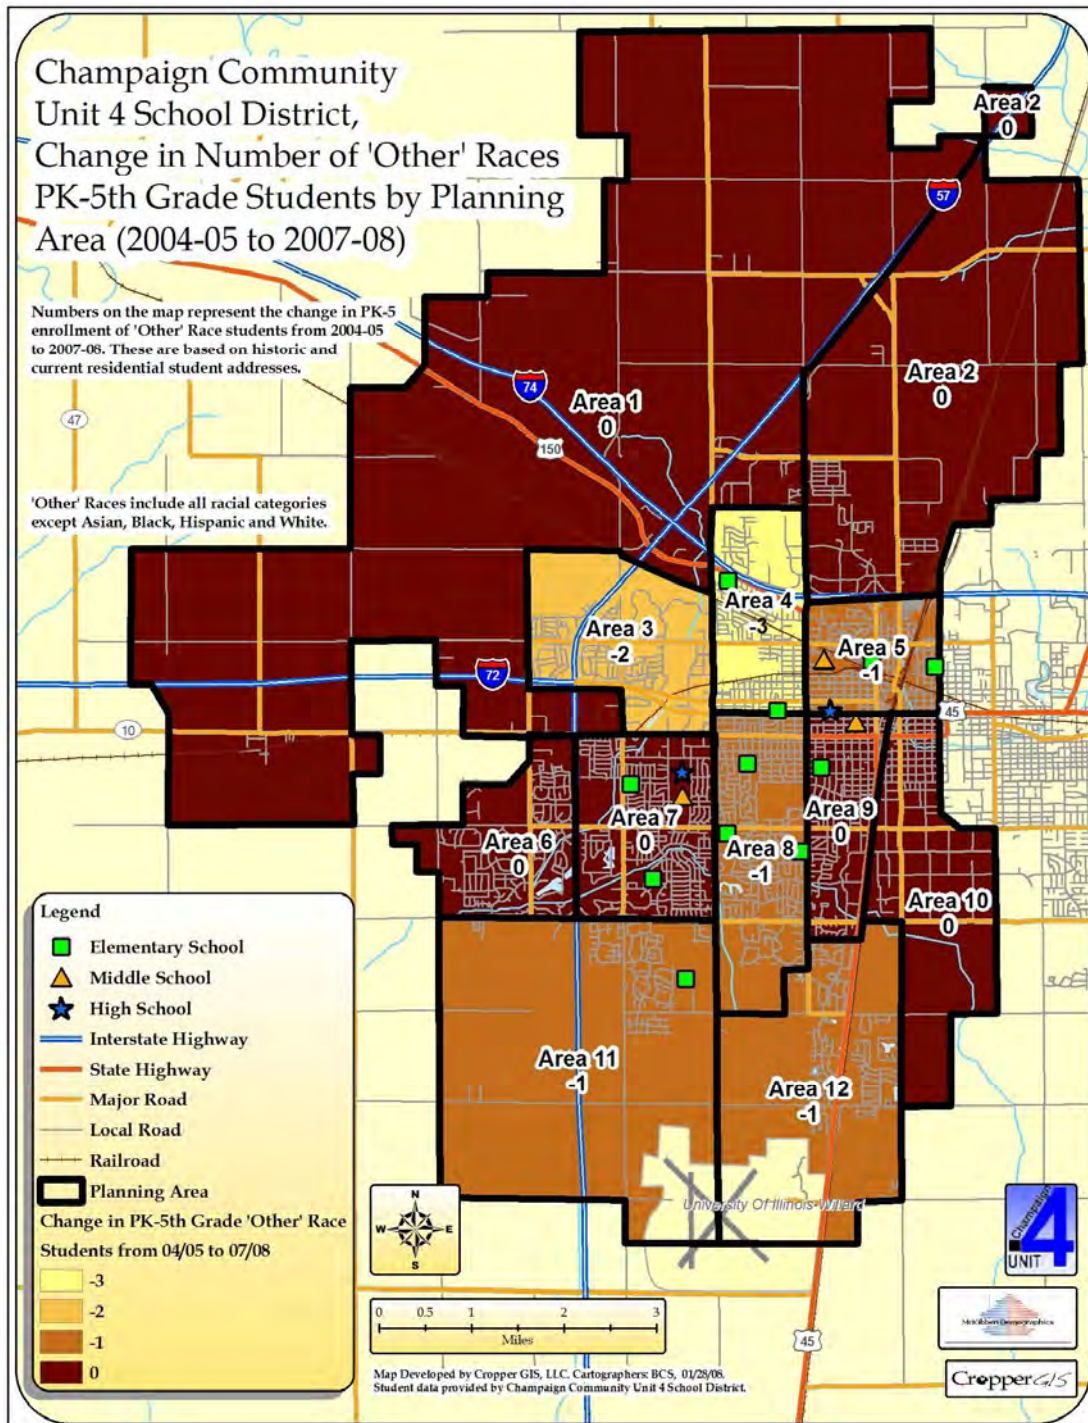 Champaign Community
Unit 4 School District,
Change in Number of 'Other' Races
PK-5th Grade Students by Planning
Area (2004-05 to 2007-08)
Numbers on the map represent the change in PK-5
enrollment of 'Other' Race students from 2004-05
to 2007-08. These are based on historic and
current residential student addresses.
'Other' Races include all racial categories
except Asian, Black, Hispanic and White.
Area 2
0
57
Area 2
0
74
Area 1
0
47
150
Area 4
-3
Area 3
-2
Area 5
-1
72
45
10
Area 9
0
Area 7
0
Area 6
0
Area 8
-1
Area 10
0
Area 11
-1
Area 12
-1
University Of Illinois-Willard
45
Legend
Elementary School
Middle School
High School
Interstate Highway
State Highway
Major Road
Local Road
Railroad
Planning Area
Change in PK-5th Grade 'Other' Race
Students from 04/05 to 07/08
-3
-2
-1
0
N
W E
S
0 0.5 1 2 3
Miles
Map Developed by Cropper GIS, LLC. Cartographers: BCS, 01/28/08.
Student data provided by Champaign Community Unit 4 School District.
Champaign
UNIT 4
McKibben Demographics
Cropper GIS